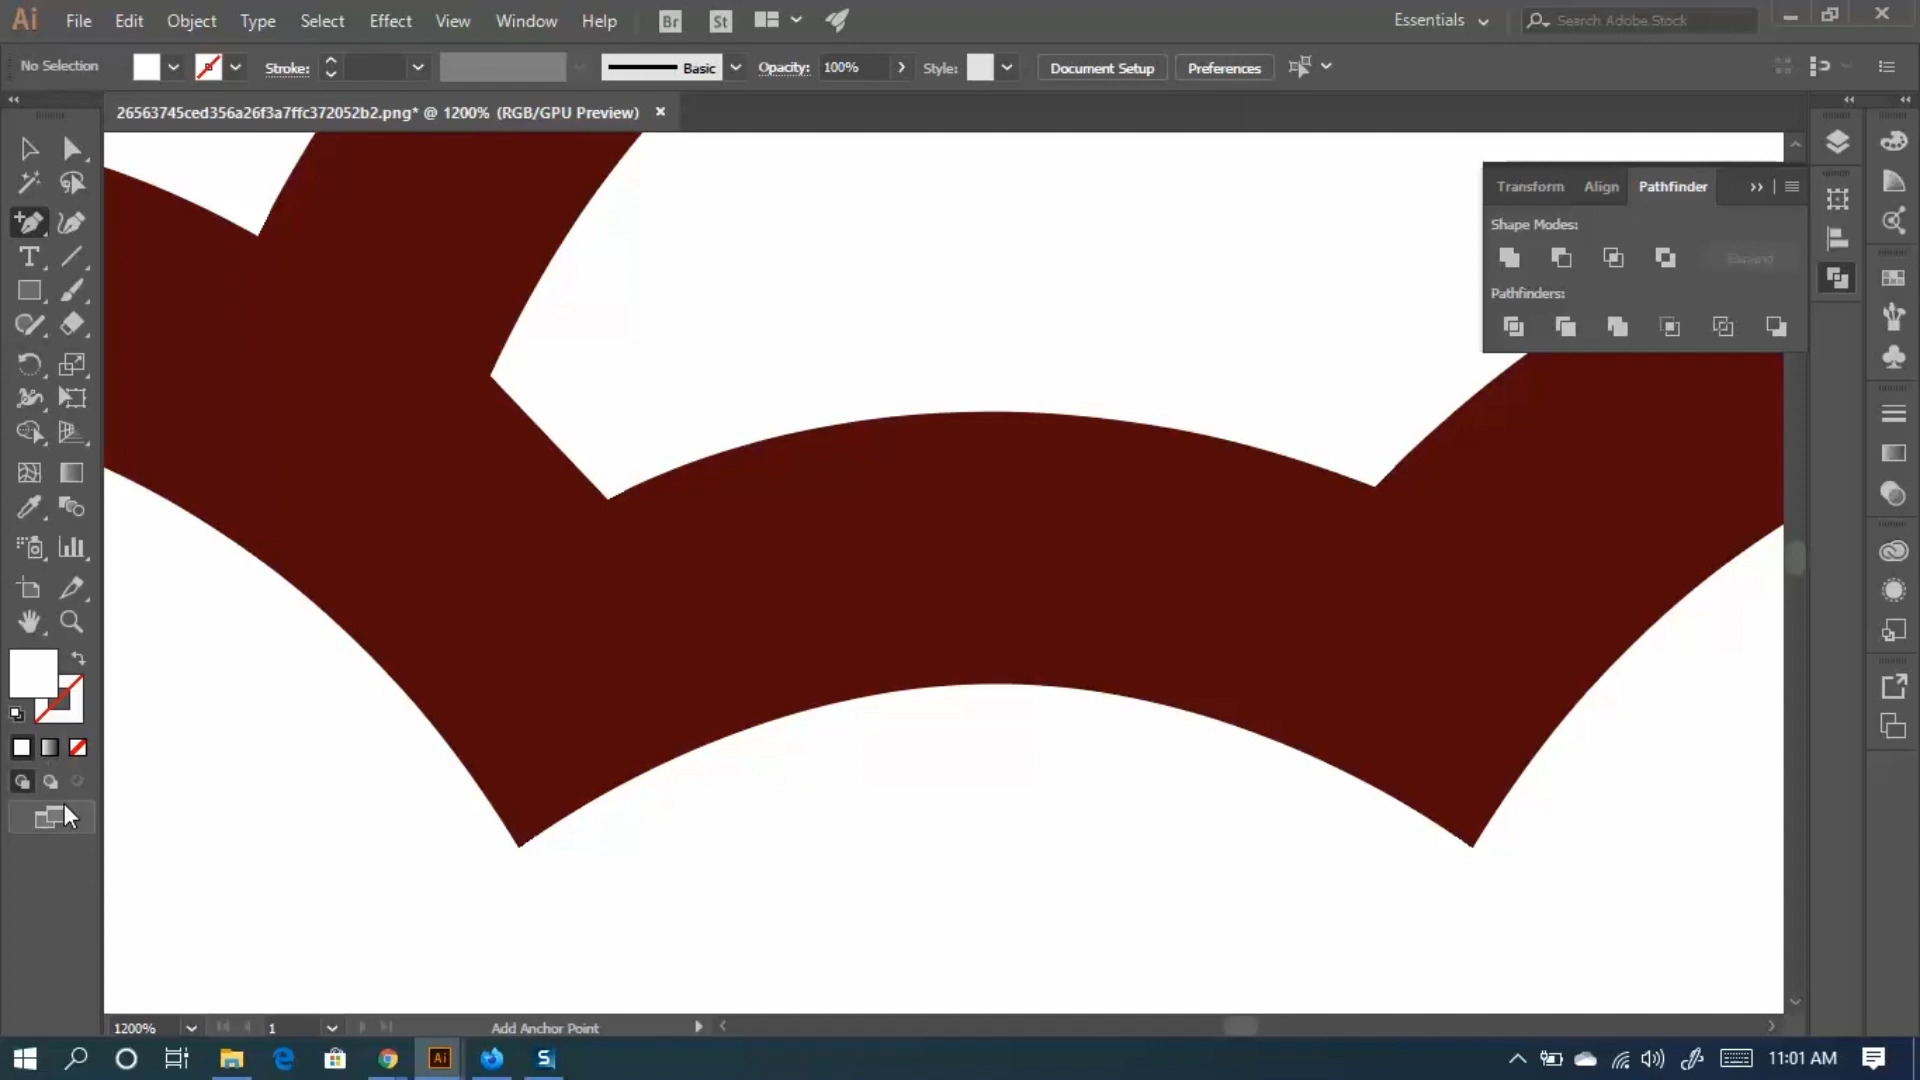 Ai File Edit Object Type Select Effect View Window Help Br St Essentials Search Adobe Stock
No Selection Stroke: Basic Opacity: 100% Style: Document Setup Preferences
26563745ced356a26f3a7ffc372052b2.png* @ 1200% (RGB/GPU Preview)
Transform Align Pathfinder
Shape Modes:
Expand
Pathfinders:
T
1200% 1 Add Anchor Point
Ai S 11:01 AM